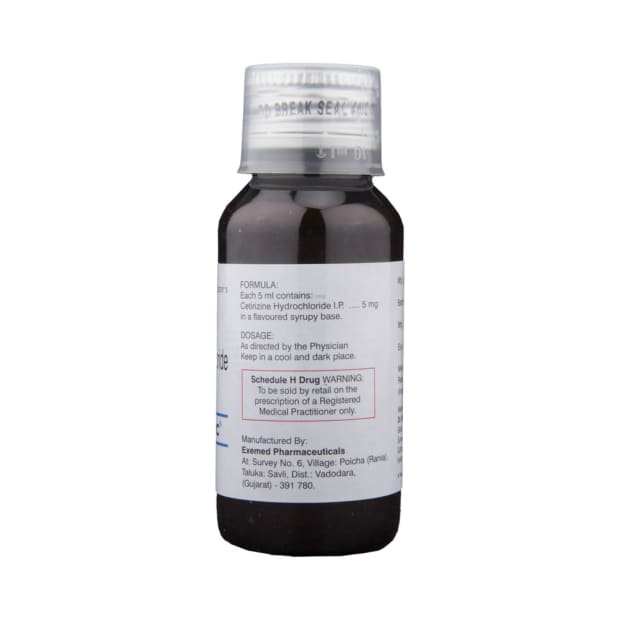 BREAK SEAL
FORMULA:
Each 5 ml contains:
Cetirizine Hydrochloride I.P. ..... 5 mg
in a flavoured syrupy base.
DOSAGE:
As directed by the Physician
Keep in a cool and dark place.
Schedule H Drug WARNING:
To be sold by retail on the
prescription of a Registered
Medical Practitioner only.
Manufactured By:
Exemed Pharmaceuticals
At: Survey No. 6, Village: Poicha (Rania),
Taluka: Savli, Dist.: Vadodara,
(Gujarat) - 391 780.